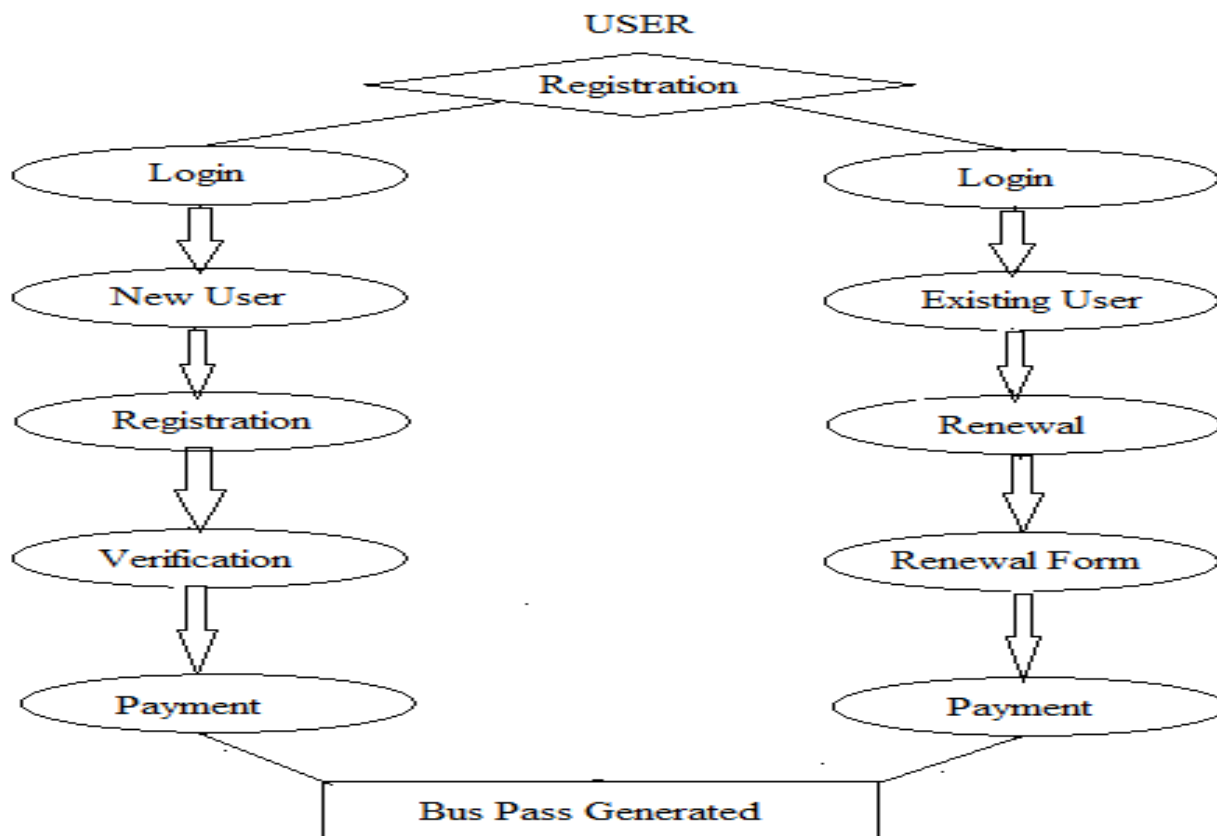 USER
Registration
Login
Login
New User
Existing User
Registration
Renewal
Verification
Renewal Form
Payment
Payment
Bus Pass Generated